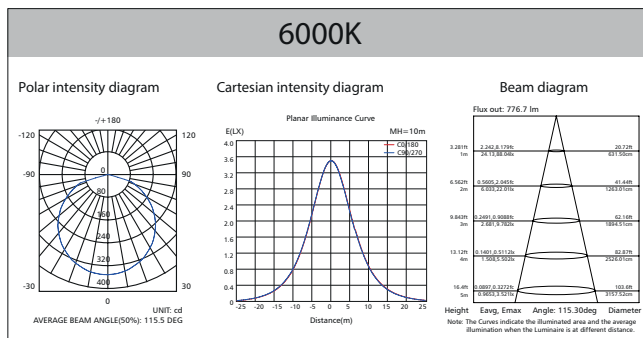 6000K
Polar intensity diagram
Cartesian intensity diagram
Beam diagram
-/+180
-120
120
-90
90
0
80
160
240
320
400
-30
30
0
UNIT: cd
AVERAGE BEAM ANGLE(50%): 115.5 DEG
Planar Illuminance Curve
E(LX)
MH=10m
C0/180
C90/270
4.0
3.6
3.2
2.8
2.4
2.0
1.6
1.2
0.8
0.4
-25 -20 -15 -10 -5 0 5 10 15 20 25
Distance(m)
Flux out: 776.7 lm
3.281ft 2.242,8.179fc 20.72ft
1m 24.13,88.04lx 631.50cm
6.562ft 0.5605,2.045fc 41.44ft
2m 6.033,22.01lx 1263.01cm
9.843ft 0.2491,0.9088fc 62.16ft
3m 2.681,9.782lx 1894.51cm
13.12ft 0.1401,0.5112fc 82.87ft
4m 1.508,5.502lx 2526.01cm
16.4ft 0.0897,0.3272fc 103.6ft
5m 0.9653,3.521lx 3157.52cm
Height Eavg, Emax Angle: 115.30deg Diameter
Note: The Curves indicate the illuminated area and the average
illumination when the Luminaire is at different distance.